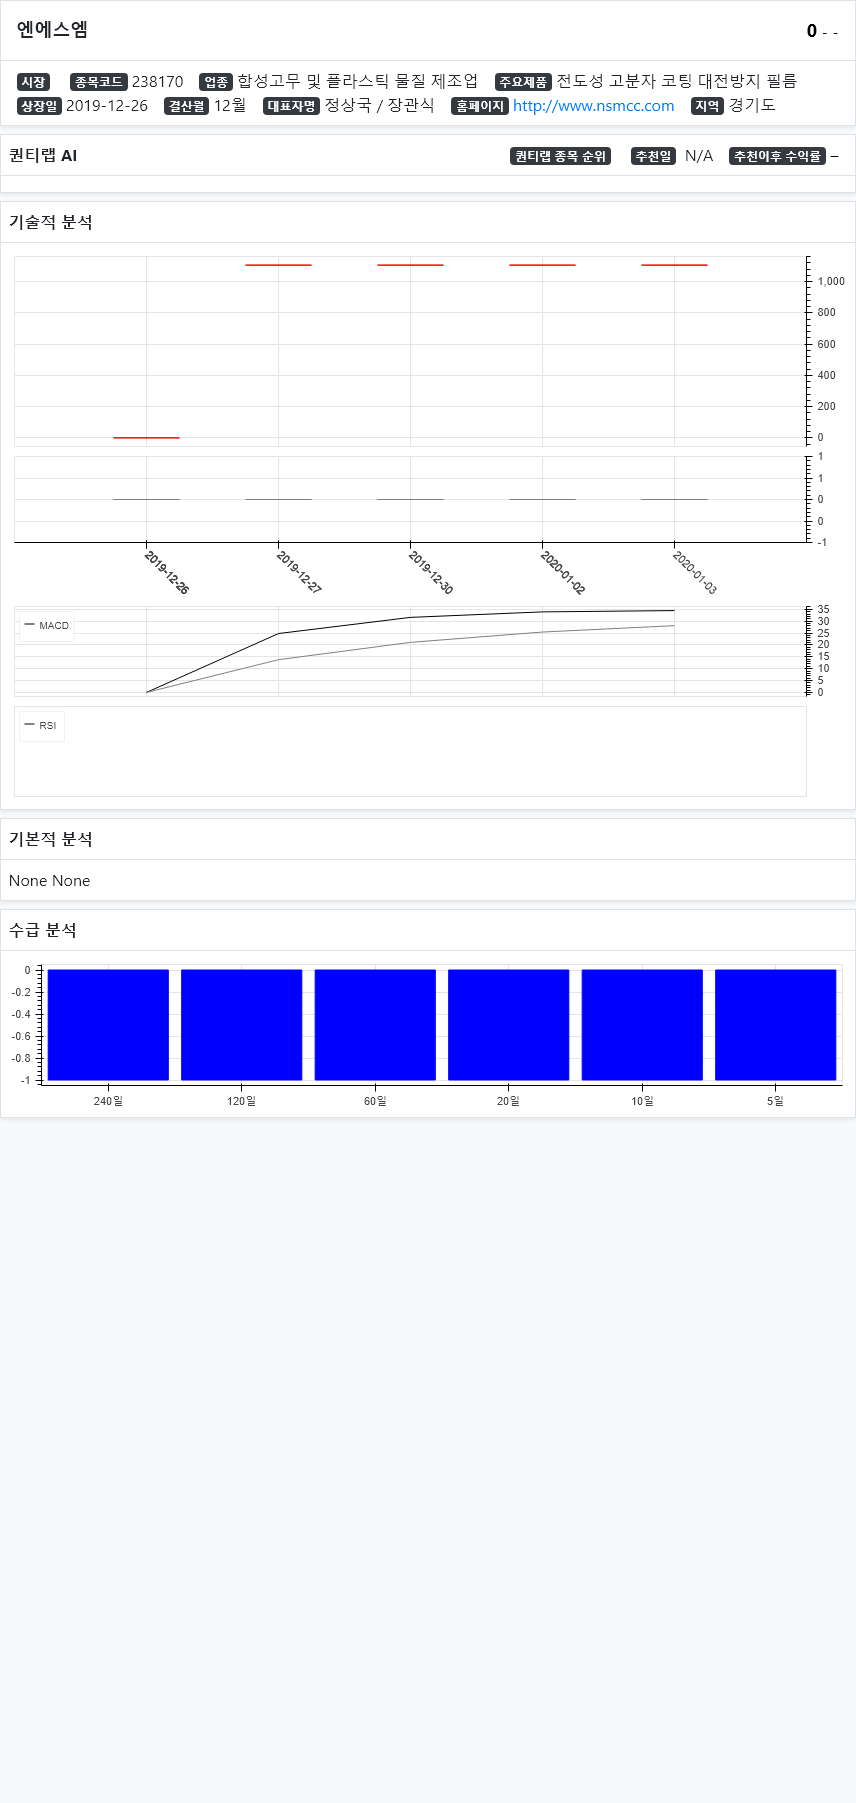 엔에스엠
0 - -
시장 종목코드 238170 업종 합성고무 및 플라스틱 물질 제조업 주요제품 전도성 고분자 코팅 대전방지 필름
상장일 2019-12-26 결산월 12월 대표자명 정상국 / 장관식 홈페이지 http://www.nsmcc.com 지역 경기도
퀀티랩 AI
퀀티랩 종목 순위 추천일 N/A 추천이후 수익률 –
기술적 분석
1,000
800
600
400
200
0
1
1
0
0
-1
2019-12-26 2019-12-27 2019-12-30 2020-01-02 2020-01-03
MACD
35
30
25
20
15
10
5
0
RSI
기본적 분석
None None
수급 분석
0
-0.2
-0.4
-0.6
-0.8
-1
240일 120일 60일 20일 10일 5일